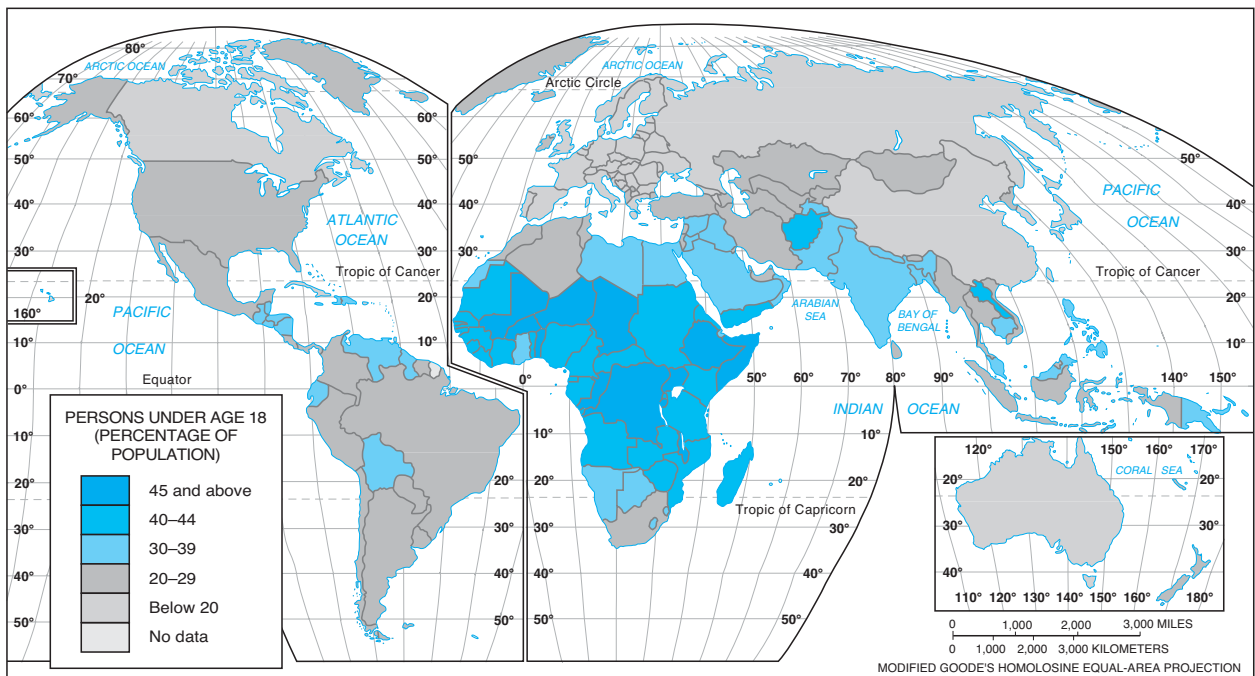 80°
ARCTIC OCEAN
70°
60°
50°
40°
30°
20°
160°
10°
0°
10°
20°
30°
40°
50°
60°
50°
40°
30°
20°
10°
ATLANTIC
OCEAN
Tropic of Cancer
PACIFIC
OCEAN
Equator
ARCTIC OCEAN
Arctic Circle
50°
PACIFIC
OCEAN
40°
30°
Tropic of Cancer
20°
10°
ARABIAN
SEA
BAY OF
BENGAL
0°
50°
60°
70°
80°
90°
140°
150°
INDIAN
OCEAN
10°
10°
20°
20°
Tropic of Capricorn
30°
30°
30°
40°
40°
40°
50°
50°
50°
PERSONS UNDER AGE 18
(PERCENTAGE OF
POPULATION)
45 and above
40–44
30–39
20–29
Below 20
No data
120°
150°
160°
170°
CORAL SEA
20°
20°
30°
30°
40°
40°
110°
120°
130°
140°
150°
160°
180°
0 1,000 2,000 3,000 MILES
0 1,000 2,000 3,000 KILOMETERS
MODIFIED GOODE'S HOMOLOSINE EQUAL-AREA PROJECTION